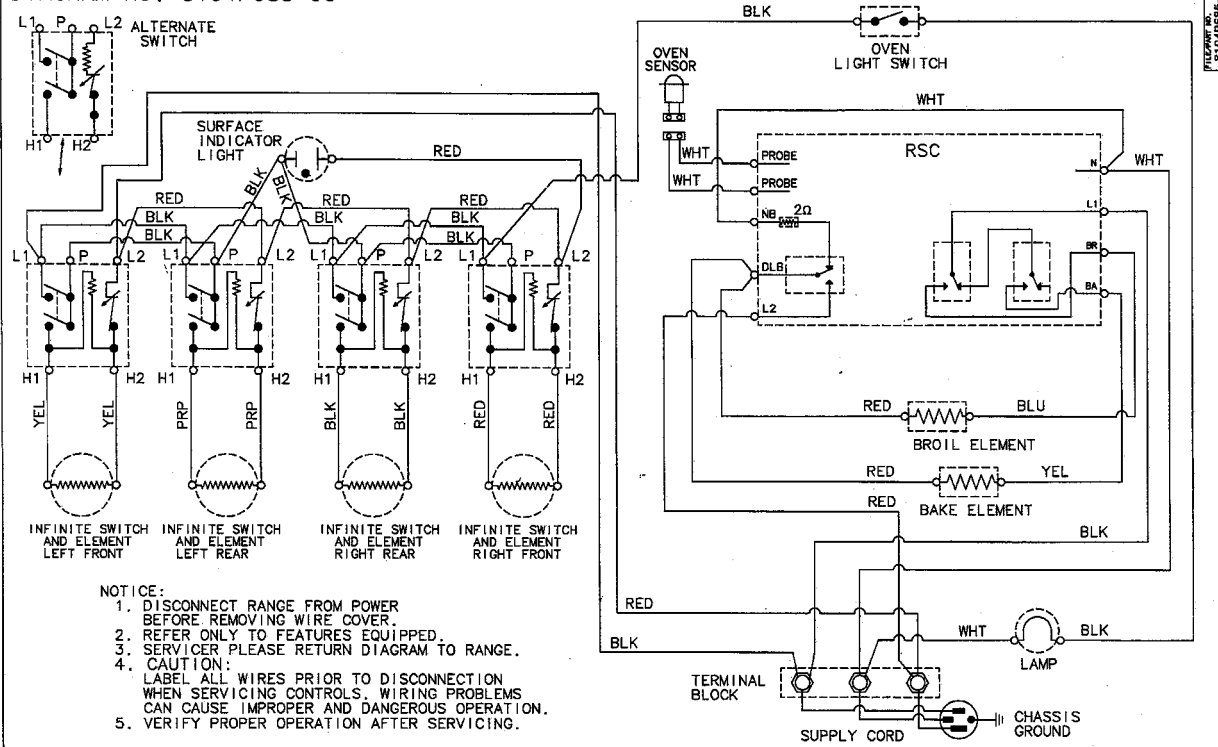 L1 P L2 ALTERNATE
SWITCH
H1 H2
BLK
OVEN
LIGHT SWITCH
OVEN
SENSOR
FILE/PART NO.
SURFACE
INDICATOR
LIGHT
RED
BLK
BLK
WHT
WHT
WHT
RSC
PROBE
PROBE
NB 2Ω
DLB
L2
N
WHT
L1
BR
BA
RED
BLK
BLK
RED
BLK
RED
BLK
L1 P L2
L1 P L2
L1 P L2
L1 P L2
H1 H2
H1 H2
H1 H2
H1 H2
YEL YEL
PRP PRP
BLK BLK
RED RED
INFINITE SWITCH
AND ELEMENT
LEFT FRONT
INFINITE SWITCH
AND ELEMENT
LEFT REAR
INFINITE SWITCH
AND ELEMENT
RIGHT REAR
INFINITE SWITCH
AND ELEMENT
RIGHT FRONT
RED BLU
BROIL ELEMENT
RED YEL
BAKE ELEMENT
RED
BLK
NOTICE:
1. DISCONNECT RANGE FROM POWER
BEFORE REMOVING WIRE COVER.
2. REFER ONLY TO FEATURES EQUIPPED.
3. SERVICER PLEASE RETURN DIAGRAM TO RANGE.
4. CAUTION:
LABEL ALL WIRES PRIOR TO DISCONNECTION
WHEN SERVICING CONTROLS. WIRING PROBLEMS
CAN CAUSE IMPROPER AND DANGEROUS OPERATION.
5. VERIFY PROPER OPERATION AFTER SERVICING.
RED
BLK
WHT BLK
LAMP
TERMINAL
BLOCK
SUPPLY CORD
CHASSIS
GROUND